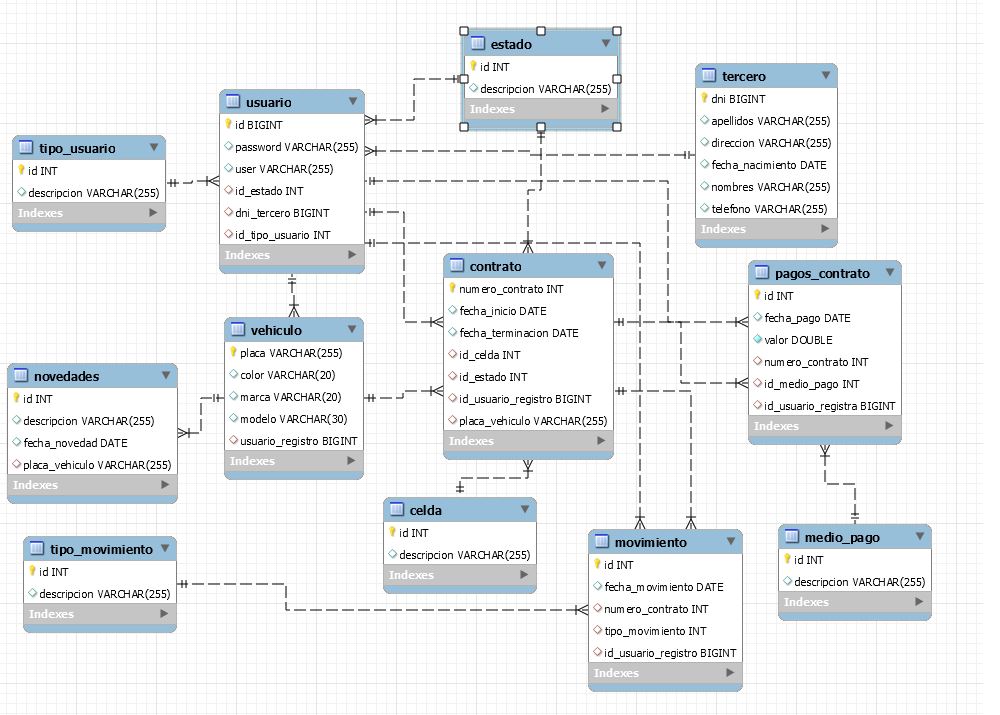 estado
id INT
descripcion VARCHAR(255)
Indexes
tercero
dni BIGINT
apellidos VARCHAR(255)
direccion VARCHAR(255)
fecha_nacimiento DATE
nombres VARCHAR(255)
telefono VARCHAR(255)
Indexes
usuario
id BIGINT
password VARCHAR(255)
user VARCHAR(255)
id_estado INT
dni_tercero BIGINT
id_tipo_usuario INT
Indexes
tipo_usuario
id INT
descripcion VARCHAR(255)
Indexes
contrato
numero_contrato INT
fecha_inicio DATE
fecha_terminacion DATE
id_celda INT
id_estado INT
id_usuario_registro BIGINT
placa_vehiculo VARCHAR(255)
Indexes
pagos_contrato
id INT
fecha_pago DATE
valor DOUBLE
numero_contrato INT
id_medio_pago INT
id_usuario_registra BIGINT
Indexes
vehiculo
placa VARCHAR(255)
color VARCHAR(20)
marca VARCHAR(20)
modelo VARCHAR(30)
usuario_registro BIGINT
Indexes
novedades
id INT
descripcion VARCHAR(255)
fecha_novedad DATE
placa_vehiculo VARCHAR(255)
Indexes
celda
id INT
descripcion VARCHAR(255)
Indexes
tipo_movimiento
id INT
descripcion VARCHAR(255)
Indexes
movimiento
id INT
fecha_movimiento DATE
numero_contrato INT
tipo_movimiento INT
id_usuario_registro BIGINT
Indexes
medio_pago
id INT
descripcion VARCHAR(255)
Indexes